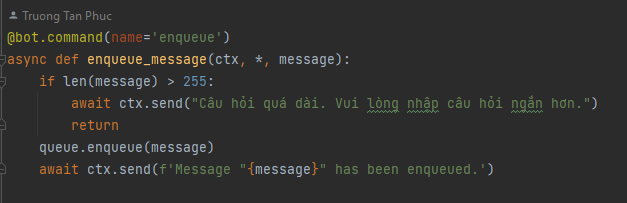 Truong Tan Phuc
@bot.command(name='enqueue')
async def enqueue_message(ctx, *, message):
    if len(message) > 255:
        await ctx.send("Câu hỏi quá dài. Vui lòng nhập câu hỏi ngắn hơn.")
        return
    queue.enqueue(message)
    await ctx.send(f'Message "{message}" has been enqueued.')